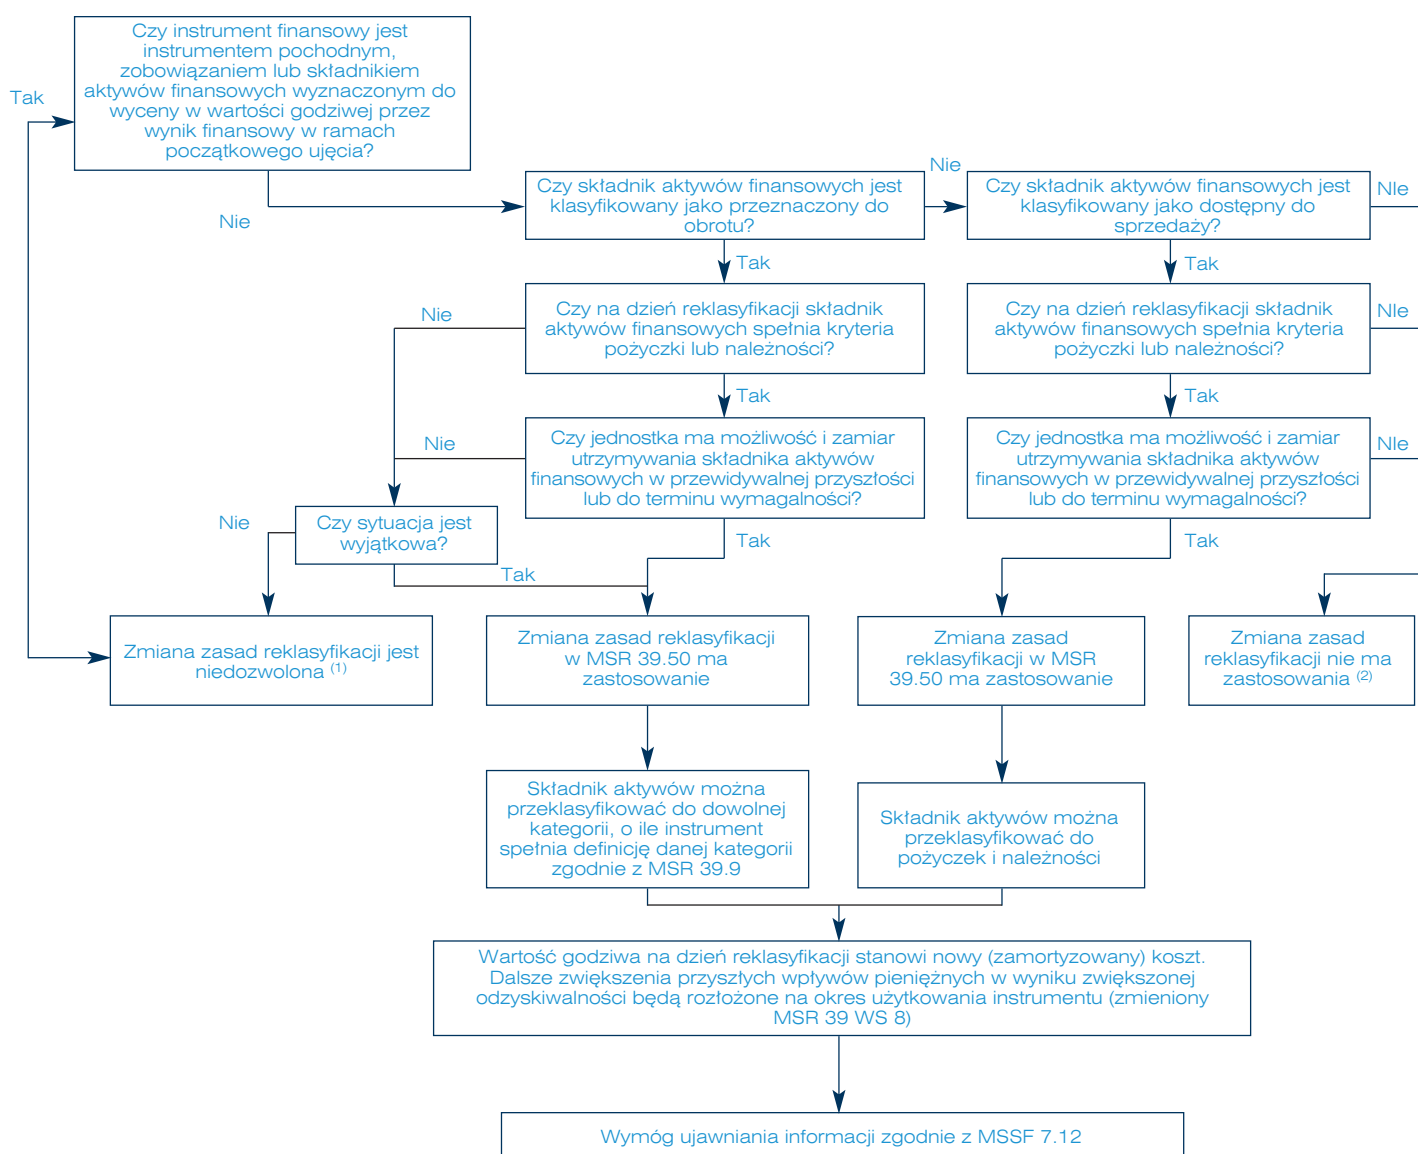 Czy instrument finansowy jest
instrumentem pochodnym,
zobowiązaniem lub składnikiem
aktywów finansowych wyznaczonym do
wyceny w wartości godziwej przez
wynik finansowy w ramach
początkowego ujęcia?
Tak
Nie
Czy składnik aktywów finansowych jest
klasyfikowany jako przeznaczony do
obrotu?
Nie
Czy składnik aktywów finansowych jest
klasyfikowany jako dostępny do
sprzedaży?
Nle
Tak
Tak
Nie
Czy na dzień reklasyfikacji składnik
aktywów finansowych spełnia kryteria
pożyczki lub należności?
Czy na dzień reklasyfikacji składnik
aktywów finansowych spełnia kryteria
pożyczki lub należności?
Nle
Tak
Tak
Nie
Czy jednostka ma możliwość i zamiar
utrzymywania składnika aktywów
finansowych w przewidywalnej przyszłości
lub do terminu wymagalności?
Czy jednostka ma możliwość i zamiar
utrzymywania składnika aktywów
finansowych w przewidywalnej przyszłości
lub do terminu wymagalności?
Nle
Nie
Czy sytuacja jest
wyjątkowa?
Tak
Tak
Tak
Zmiana zasad reklasyfikacji jest
niedozwolona (1)
Zmiana zasad reklasyfikacji
w MSR 39.50 ma
zastosowanie
Zmiana zasad
reklasyfikacji w MSR
39.50 ma zastosowanie
Zmiana zasad
reklasyfikacji nie ma
zastosowania (2)
Składnik aktywów można
przeklasyfikować do dowolnej
kategorii, o ile instrument
spełnia definicję danej kategorii
zgodnie z MSR 39.9
Składnik aktywów można
przeklasyfikować do
pożyczek i należności
Wartość godziwa na dzień reklasyfikacji stanowi nowy (zamortyzowany) koszt.
Dalsze zwiększenia przyszłych wpływów pieniężnych w wyniku zwiększonej
odzyskiwalności będą rozłożone na okres użytkowania instrumentu (zmieniony
MSR 39 WS 8)
Wymóg ujawniania informacji zgodnie z MSSF 7.12